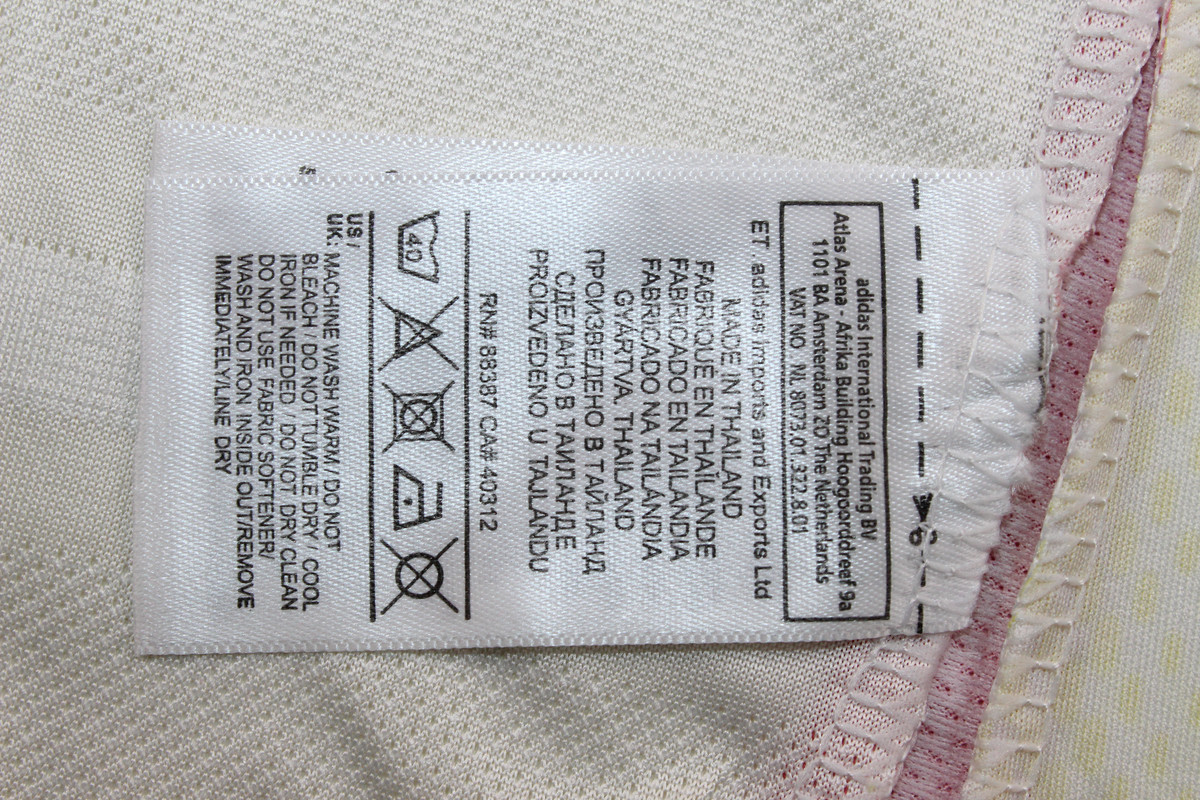 adidas International Trading BV
Atlas Arena - Afrika Building Hoogoorddreef 9a
1101 BA Amsterdam ZO The Netherlands
VAT NO. NL 8073.01.322.B.01
ET. adidas imports and Exports Ltd
MADE IN THAILAND
FABRIQUE EN THAÏLANDE
FABRICADO EN TAILANDIA
FABRICADO NA TAILÂNDIA
GYÁRTVA, THAILAND
ПРОИЗВЕДЕНО В ТАЙЛАНД
СДЕЛАНО В ТАИЛАНДЕ
PROIZVEDENO U TAJLANDU
RN# 88387 CA# 40312
40
US /
UK: MACHINE WASH WARM / DO NOT
BLEACH / DO NOT TUMBLE DRY / COOL
IRON IF NEEDED / DO NOT DRY CLEAN
DO NOT USE FABRIC SOFTENER/
WASH AND IRON INSIDE OUT/REMOVE
IMMEDIATELY/LINE DRY